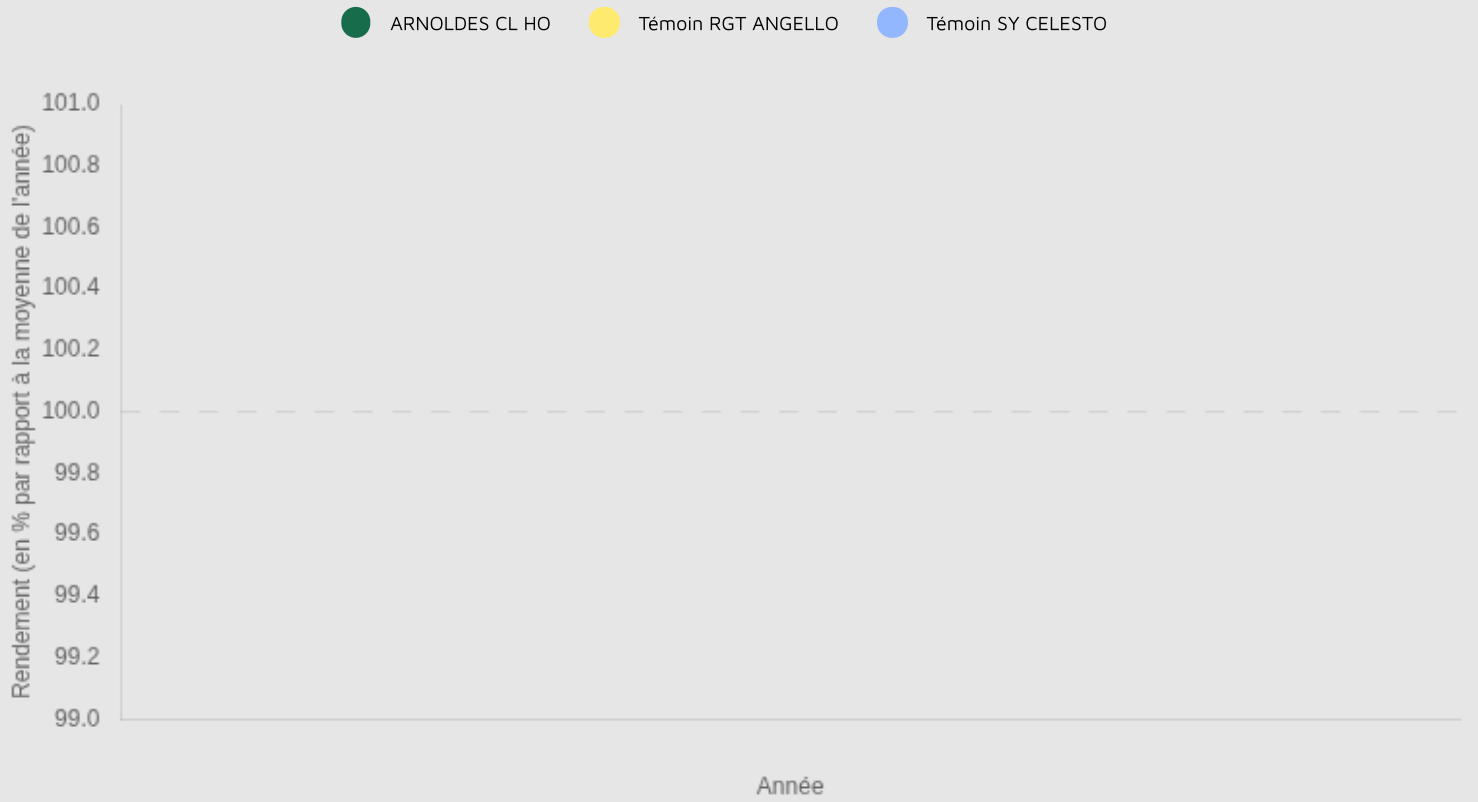 ARNOLDES CL HO
Témoin RGT ANGELLO
Témoin SY CELESTO
Rendement (en % par rapport à la moyenne de l'année)
101.0
100.8
100.6
100.4
100.2
100.0
99.8
99.6
99.4
99.2
99.0
Année